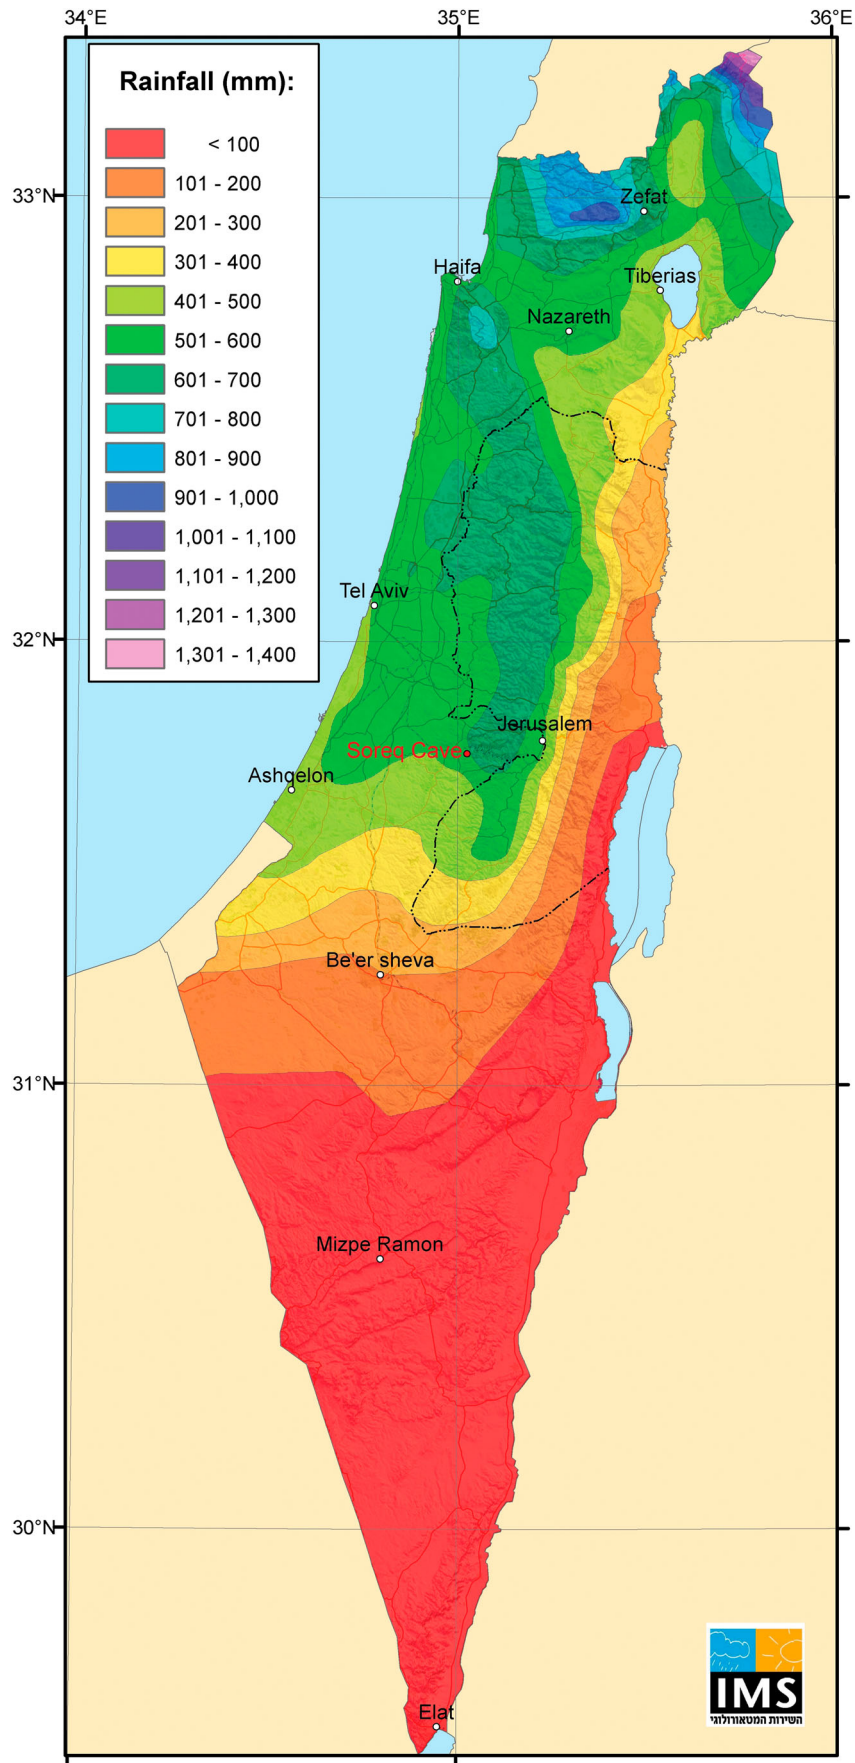 34°E
35°E
36°E
Rainfall (mm):
< 100
101 - 200
201 - 300
301 - 400
401 - 500
501 - 600
601 - 700
701 - 800
801 - 900
901 - 1,000
1,001 - 1,100
1,101 - 1,200
1,201 - 1,300
1,301 - 1,400
33°N
Zefat
Haifa
Tiberias
Nazareth
Tel Aviv
32°N
Jerusalem
Soreq Cave
Ashqelon
Be'er sheva
31°N
Mizpe Ramon
30°N
IMS
השירות המטאורולוגי
Elat